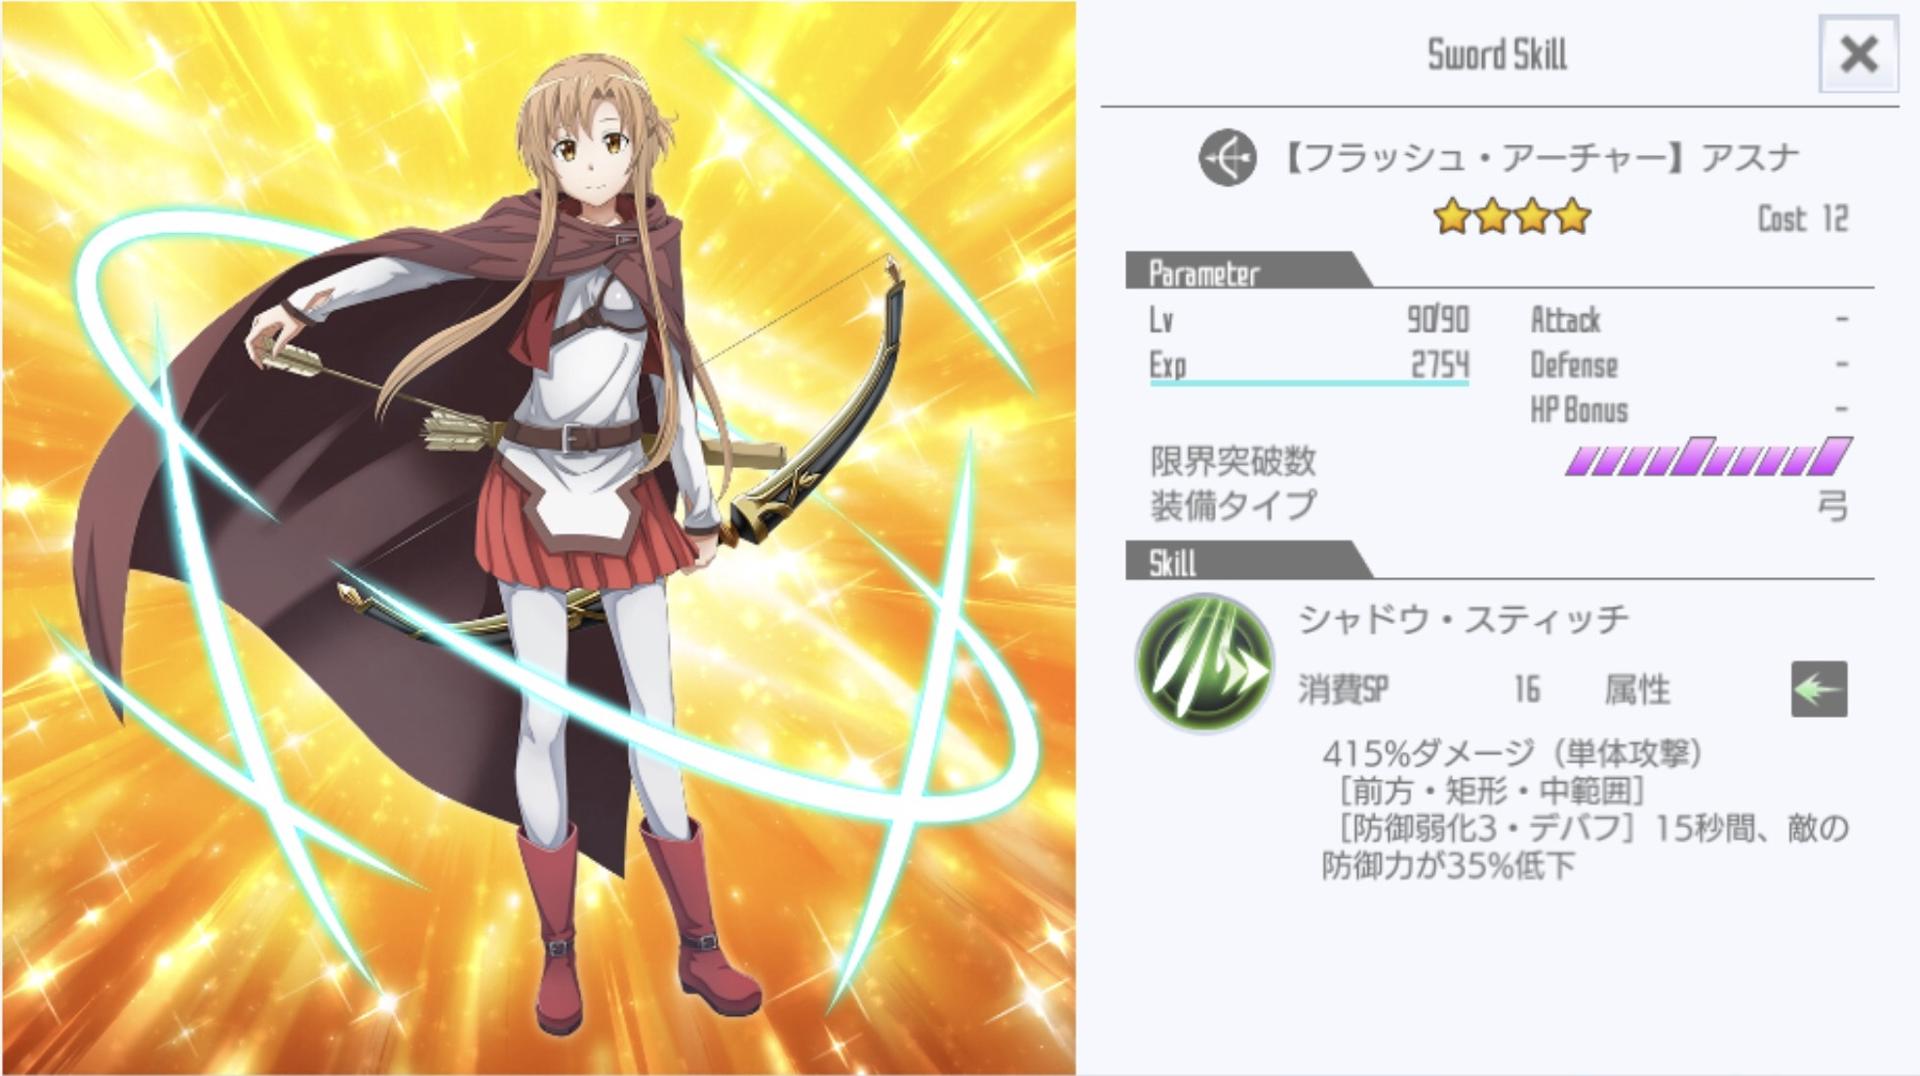 Sword Skill
【フラッシュ・アーチャー】アスナ
Cost 12
Parameter
Lv 90/90 Attack -
Exp 2754 Defense -
HP Bonus -
限界突破数
装備タイプ 弓
Skill
シャドウ・スティッチ
消費SP 16 属性
415%ダメージ（単体攻撃）
［前方・矩形・中範囲］
［防御弱化3・デバフ］15秒間、敵の
防御力が35%低下